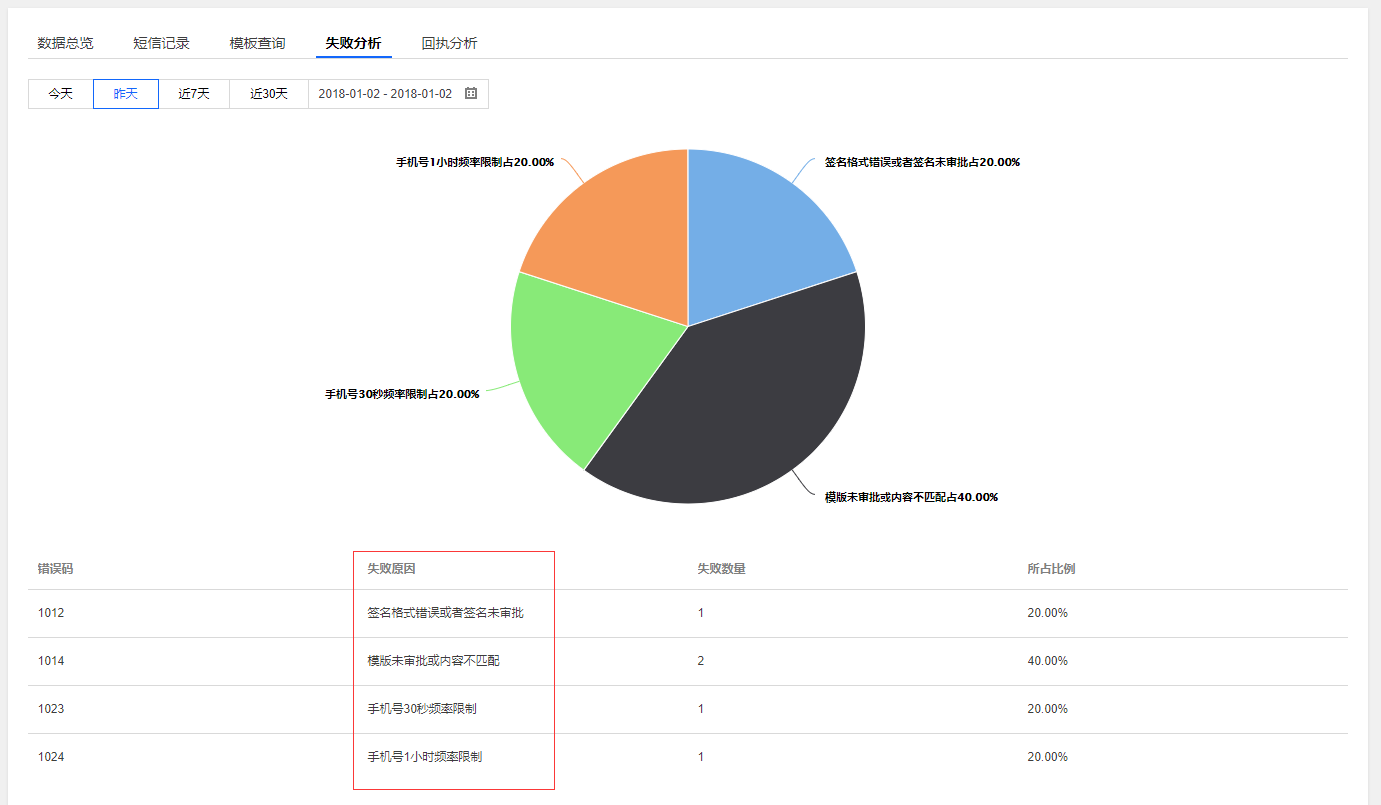 数据总览 短信记录 模板查询 失败分析 回执分析
今天 昨天 近7天 近30天 2018-01-02 - 2018-01-02
手机号1小时频率限制占20.00% 签名格式错误或者签名未审批占20.00%
手机号30秒频率限制占20.00%
模版未审批或内容不匹配占40.00%
错误码 失败原因 失败数量 所占比例
1012 签名格式错误或者签名未审批 1 20.00%
1014 模版未审批或内容不匹配 2 40.00%
1023 手机号30秒频率限制 1 20.00%
1024 手机号1小时频率限制 1 20.00%